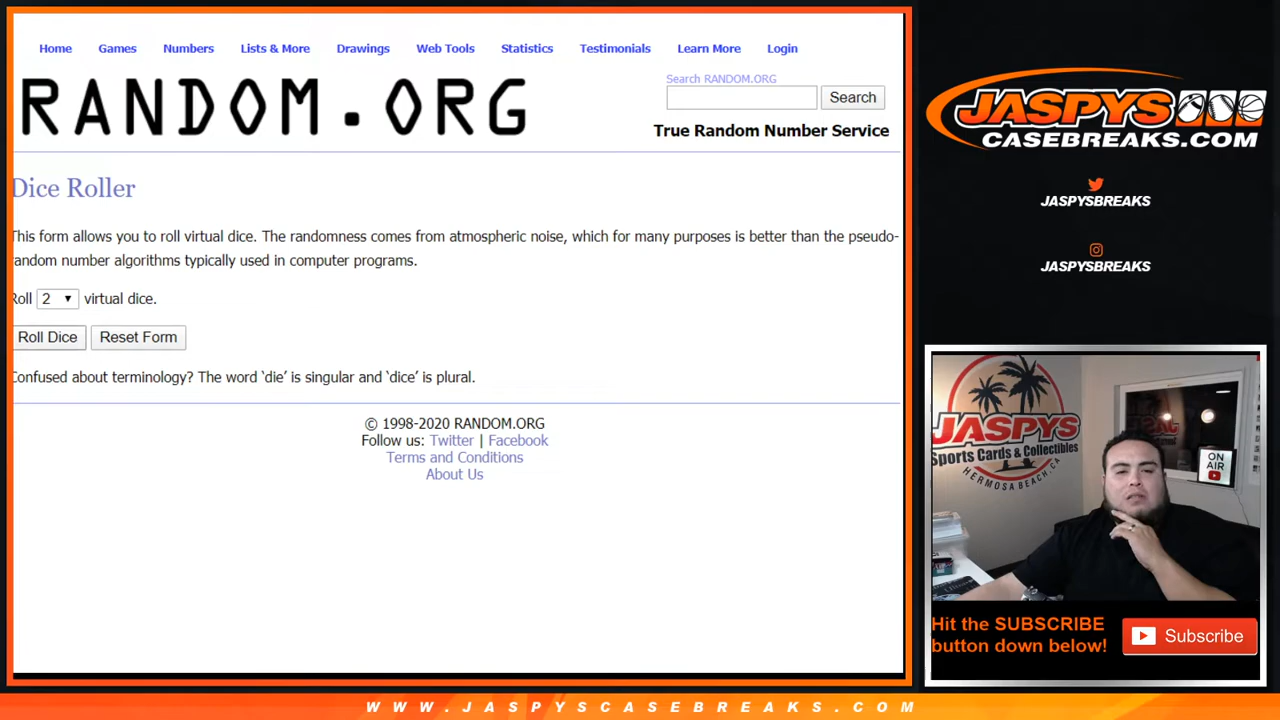 Home Games Numbers Lists & More Drawings Web Tools Statistics Testimonials Learn More Login
RANDOM.ORG
Search RANDOM.ORG
Search
True Random Number Service
Dice Roller
This form allows you to roll virtual dice. The randomness comes from atmospheric noise, which for many purposes is better than the pseudo-
random number algorithms typically used in computer programs.
Roll 2 virtual dice.
Roll Dice Reset Form
Confused about terminology? The word ‘die’ is singular and ‘dice’ is plural.
© 1998-2020 RANDOM.ORG
Follow us: Twitter | Facebook
Terms and Conditions
About Us
JASPYS
CASEBREAKS.COM
JASPYSBREAKS
JASPYSBREAKS
JASPYS
Sports Cards & Collectibles
HERMOSA BEACH, CA
ON
AIR
Hit the SUBSCRIBE
button down below!
Subscribe
WWW.JASPYSCASEBREAKS.COM